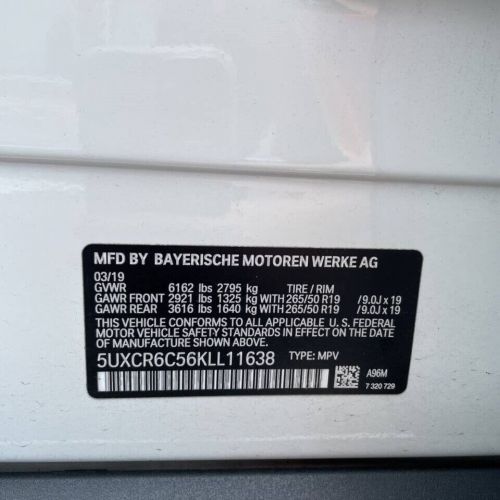 MFD BY BAYERISCHE MOTOREN WERKE AG
03/19
GVWR 6162 lbs 2795 kg TIRE / RIM
GAWR FRONT 2921 lbs 1325 kg WITH 265/50 R19 /9.0J x 19
GAWR REAR 3616 lbs 1640 kg WITH 265/50 R19 /9.0J x 19
THIS VEHICLE CONFORMS TO ALL APPLICABLE U. S. FEDERAL
MOTOR VEHICLE SAFETY STANDARDS IN EFFECT ON THE DATE OF
MANUFACTURE SHOWN ABOVE.
5UXCR6C56KLL11638 TYPE: MPV
A96M
7 320 729